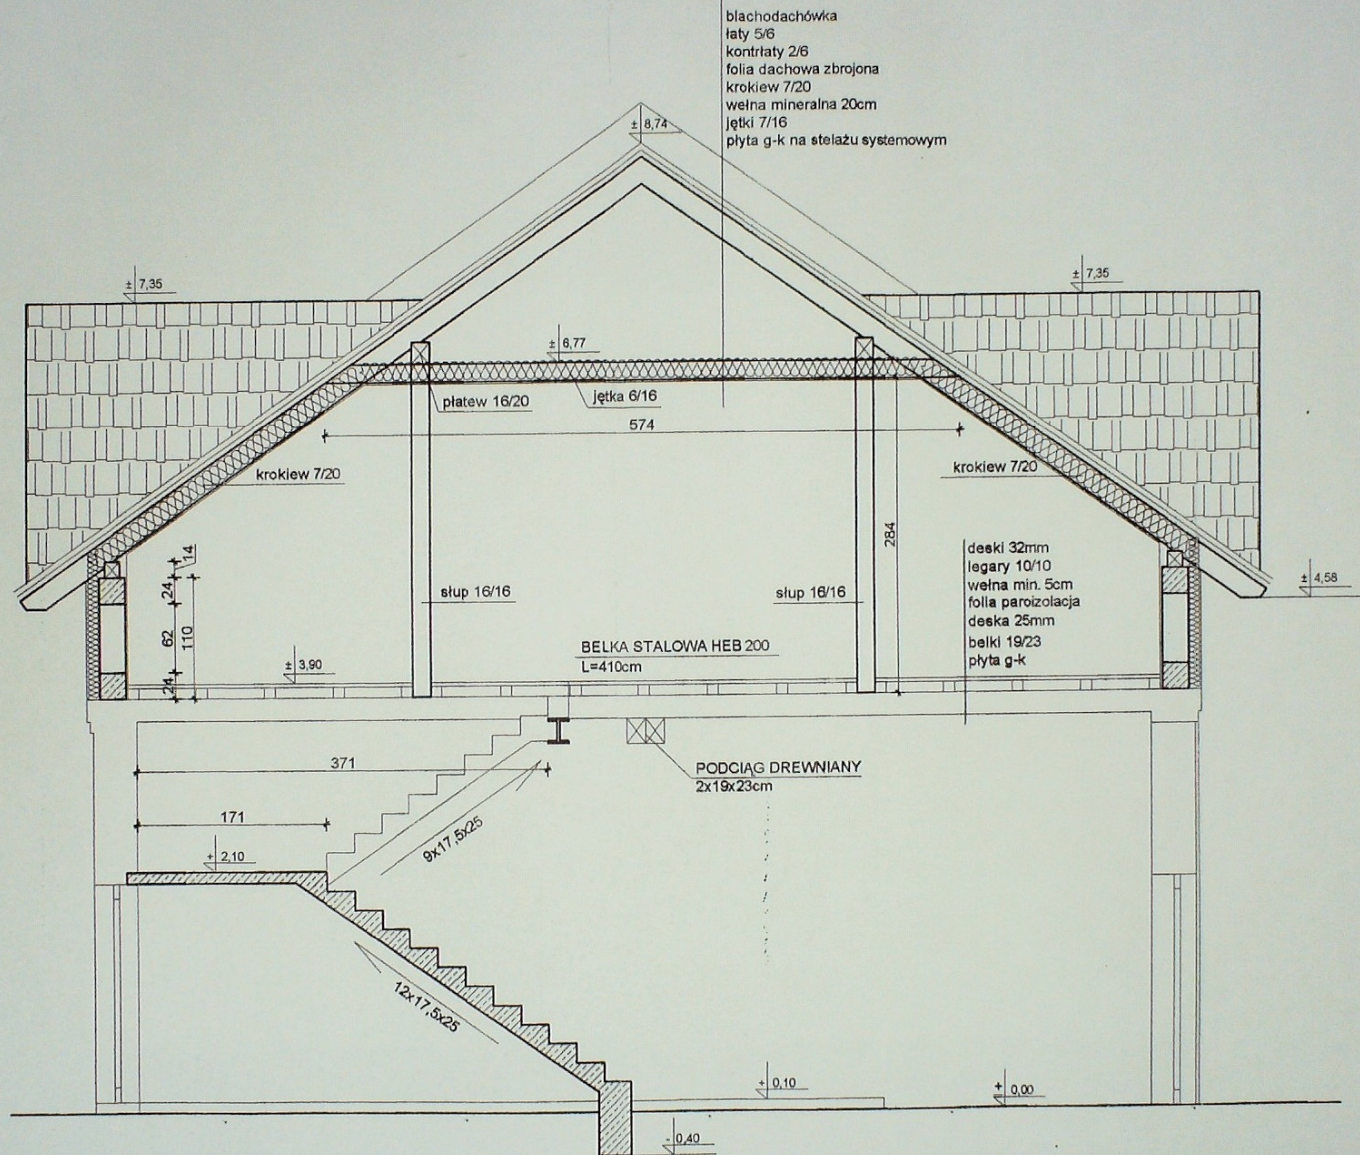 blachodachówka
łaty 5/6
kontrłaty 2/6
folia dachowa zbrojona
krokiew 7/20
wełna mineralna 20cm
jętki 7/16
płyta g-k na stelażu systemowym
± 8,74
± 7,35
± 7,35
± 6,77
płatew 16/20
jętka 6/16
574
krokiew 7/20
krokiew 7/20
284
14
24
62
110
24
deski 32mm
legary 10/10
wełna min. 5cm
folia paroizolacja
deska 25mm
belki 19/23
płyta g-k
± 4,58
słup 16/16
słup 16/16
BELKA STALOWA HEB 200
L=410cm
± 3,90
371
PODCIĄG DREWNIANY
2x19x23cm
171
9x17,5x25
+ 2,10
12x17,5x25
± 0,10
± 0,00
- 0,40